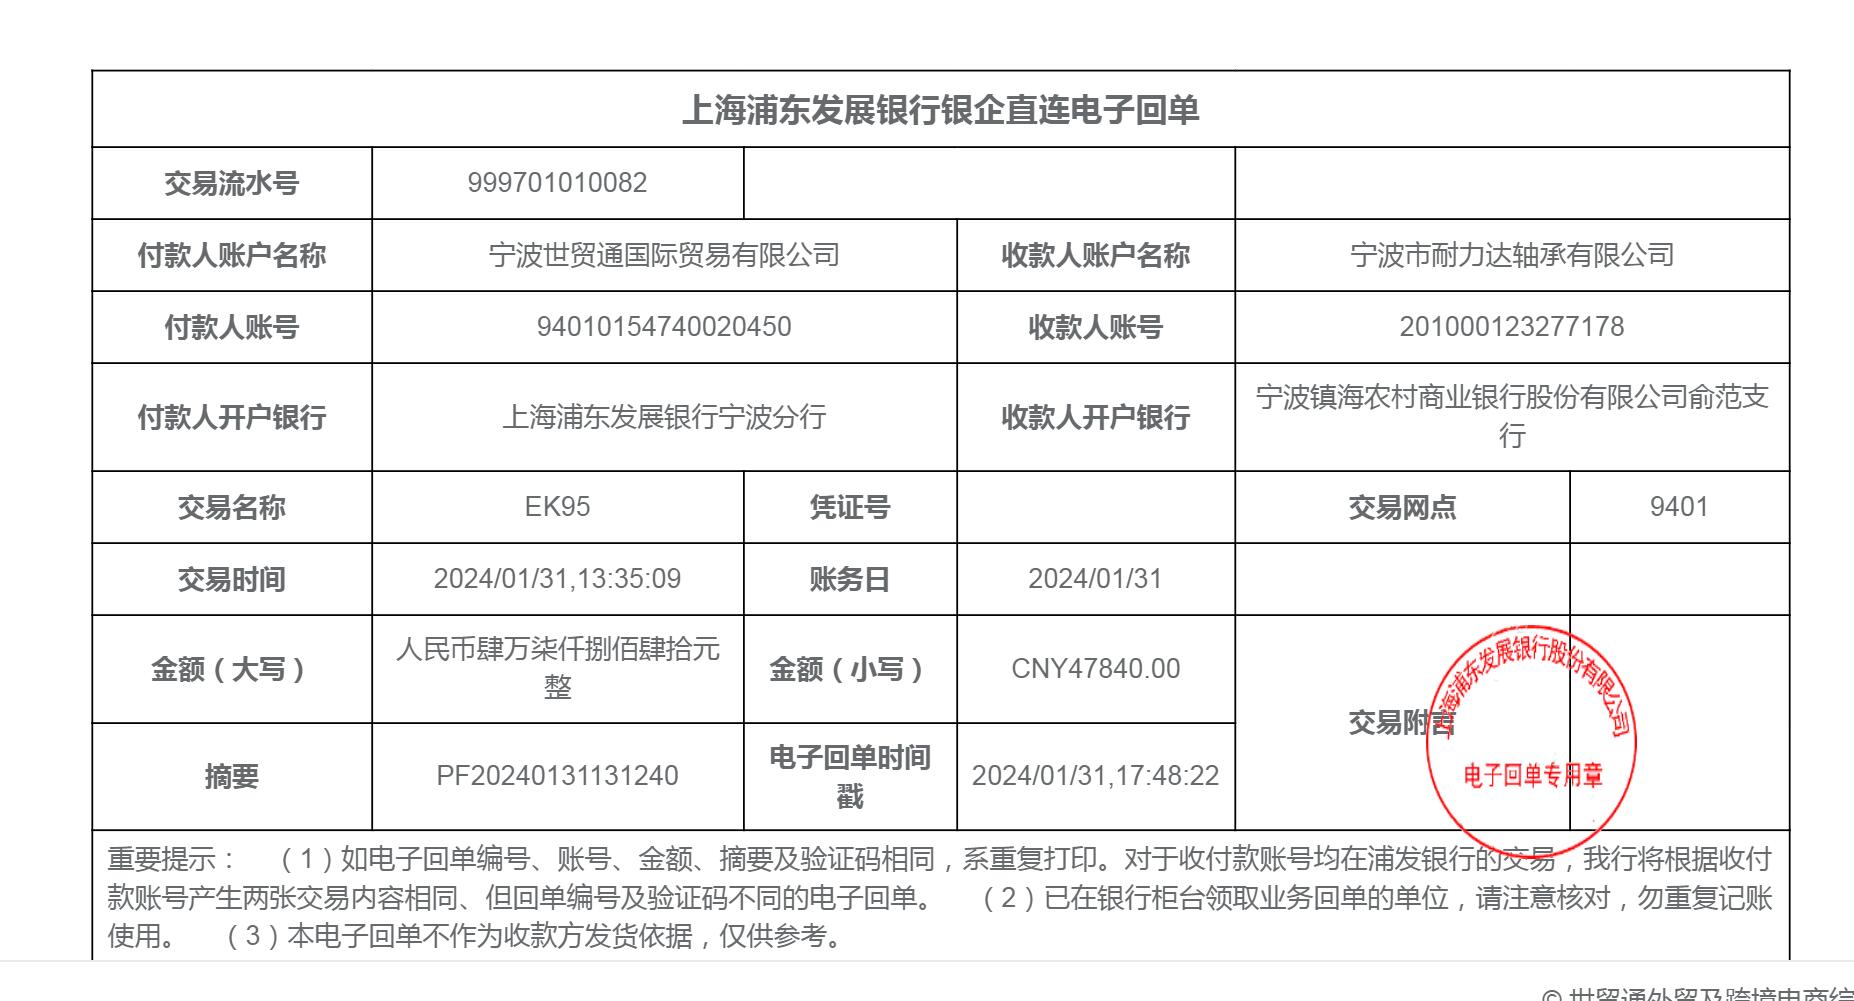 上海浦东发展银行银企直连电子回单
交易流水号 999701010082
付款人账户名称 宁波世贸通国际贸易有限公司 收款人账户名称 宁波市耐力达轴承有限公司
付款人账号 94010154740020450 收款人账号 201000123277178
付款人开户银行 上海浦东发展银行宁波分行 收款人开户银行 宁波镇海农村商业银行股份有限公司俞范支
行
交易名称 EK95 凭证号 交易网点 9401
交易时间 2024/01/31,13:35:09 账务日 2024/01/31
金额（大写） 人民币肆万柒仟捌佰肆拾元
整
金额（小写） CNY47840.00
交易附言
上海浦东发展银行股份有限公司
电子回单专用章
摘要 PF20240131131240 电子回单时间
戳
2024/01/31,17:48:22
重要提示： （1）如电子回单编号、账号、金额、摘要及验证码相同，系重复打印。对于收付款账号均在浦发银行的交易，我行将根据收付
款账号产生两张交易内容相同、但回单编号及验证码不同的电子回单。 （2）已在银行柜台领取业务回单的单位，请注意核对，勿重复记账
使用。 （3）本电子回单不作为收款方发货依据，仅供参考。
© 世贸通外贸及跨境电商综